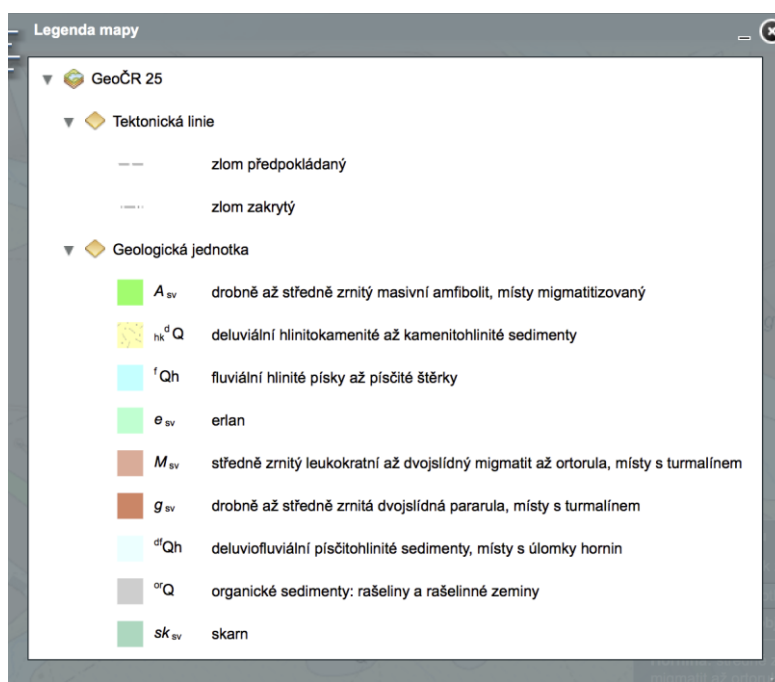 Legenda mapy
GeoČR 25
Tektonická linie
zlom předpokládaný
zlom zakrytý
Geologická jednotka
A sv drobně až středně zrnitý masivní amfibolit, místy migmatitizovaný
hk d Q deluviální hlinitokamenité až kamenitohlinité sedimenty
f Qh fluviální hlinité písky až písčité štěrky
e sv erlan
M sv středně zrnitý leukokratní až dvojslídný migmatit až ortorula, místy s turmalínem
g sv drobně až středně zrnitá dvojslídná pararula, místy s turmalínem
df Qh deluviofluviální písčitohlinité sedimenty, místy s úlomky hornin
or Q organické sedimenty: rašeliny a rašelinné zeminy
sk sv skarn